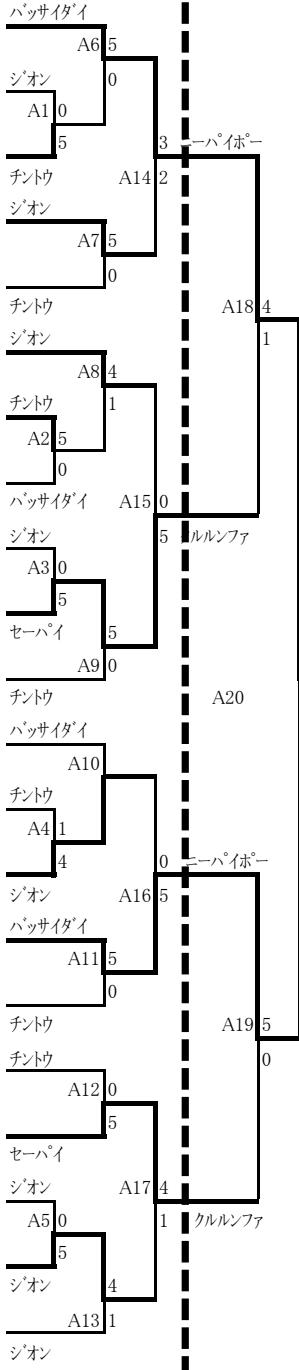 バッサイダイ
A6 5
ジオン
0
A1 0
5
3 ニーパイポー
チントウ
A14 2
ジオン
A7 5
0
チントウ
A18 4
ジオン
1
A8 4
チントウ
1
A2 5
0
バッサイダイ
A15 0
ジオン
5 クルルンファ
A3 0
5
セーパイ
5
A9 0
チントウ
A20
バッサイダイ
A10
チントウ
A4 1
4
0 ニーパイポー
ジオン
A16 5
バッサイダイ
A11 5
0
チントウ
A19 5
チントウ
0
A12 0
5
セーパイ
ジオン
A17 4
A5 0
1 クルルンファ
5
ジオン
4
A13 1
ジオン